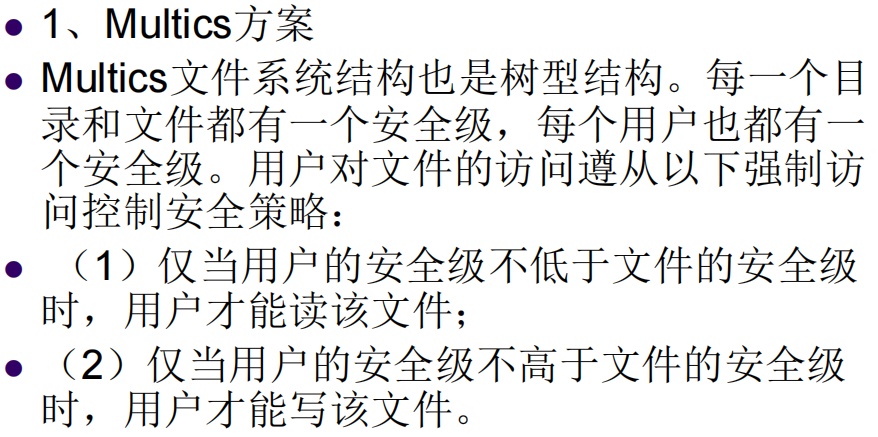 ● 1、Multics方案
● Multics文件系统结构也是树型结构。每一个目
录和文件都有一个安全级，每个用户也都有一
个安全级。用户对文件的访问遵从以下强制访
问控制安全策略：
● （1）仅当用户的安全级不低于文件的安全级
时，用户才能读该文件；
● （2）仅当用户的安全级不高于文件的安全级
时，用户才能写该文件。